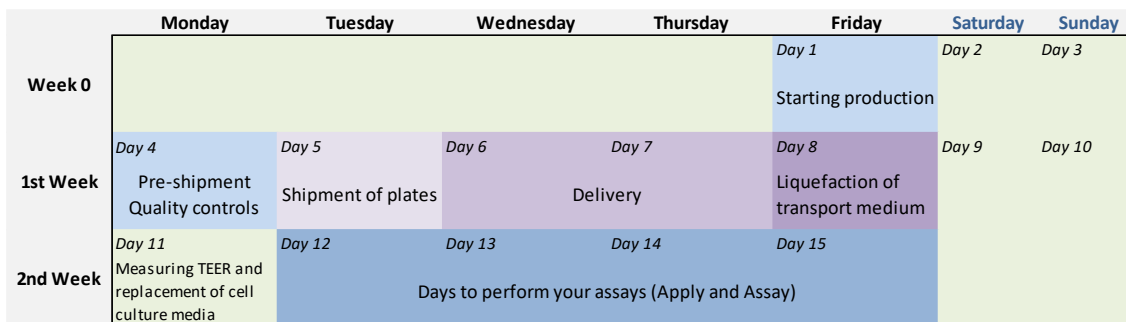 Monday Tuesday Wednesday Thursday Friday Saturday Sunday
Week 0
Day 1 Day 2 Day 3
Starting production
1st Week
Day 4 Day 5 Day 6 Day 7 Day 8 Day 9 Day 10
Pre-shipment
Quality controls
Shipment of plates
Delivery
Liquefaction of
transport medium
2nd Week
Day 11 Day 12 Day 13 Day 14 Day 15
Measuring TEER and
replacement of cell
culture media
Days to perform your assays (Apply and Assay)